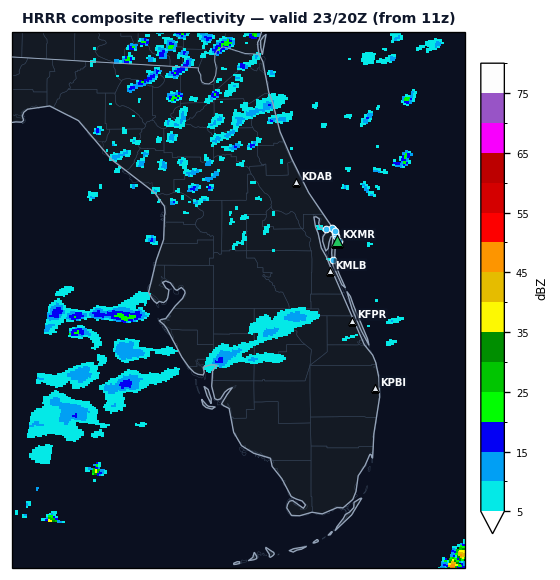 HRRR composite reflectivity — valid 23/20Z (from 11z)
KDAB
KXMR
KMLB
KFPR
KPBI
75
65
55
45
35
25
15
5
dBZ